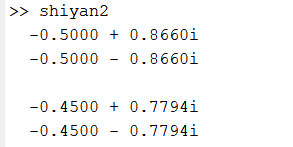 >> shiyan2
-0.5000 + 0.8660i
-0.5000 - 0.8660i
-0.4500 + 0.7794i
-0.4500 - 0.7794i